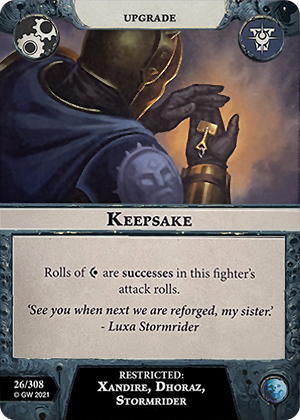 UPGRADE
KEEPSAKE
Rolls of are successes in this fighter's
attack rolls.
'See you when next we are reforged, my sister.'
- Luxa Stormrider
26/308
© GW 2021
RESTRICTED:
XANDIRE, DHORAZ,
STORMRIDER